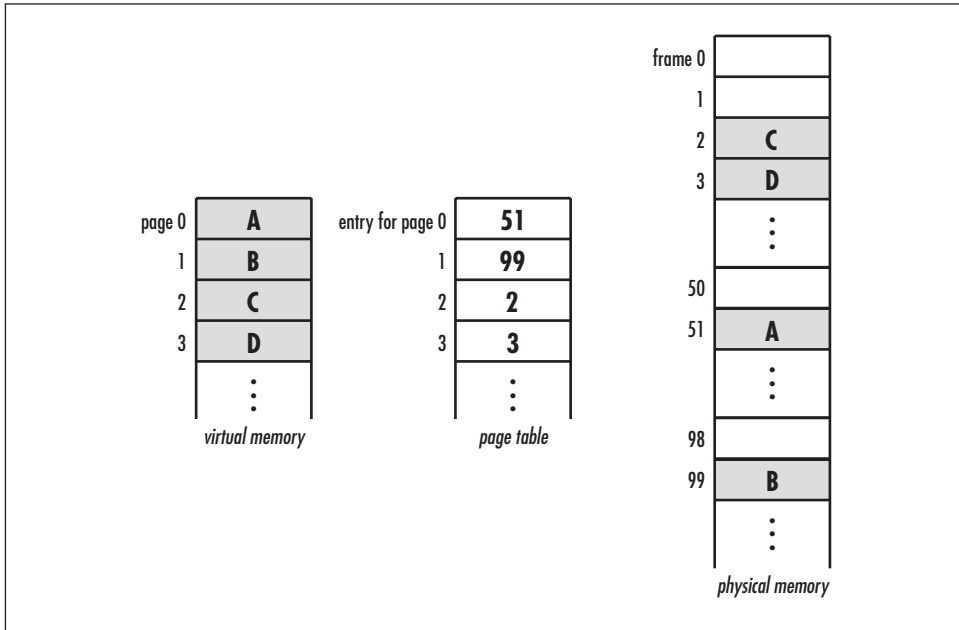 page 0 A
1 B
2 C
3 D
⋮
virtual memory
entry for page 0 51
1 99
2 2
3 3
⋮
page table
frame 0
1
2 C
3 D
⋮
50
51 A
⋮
98
99 B
⋮
physical memory